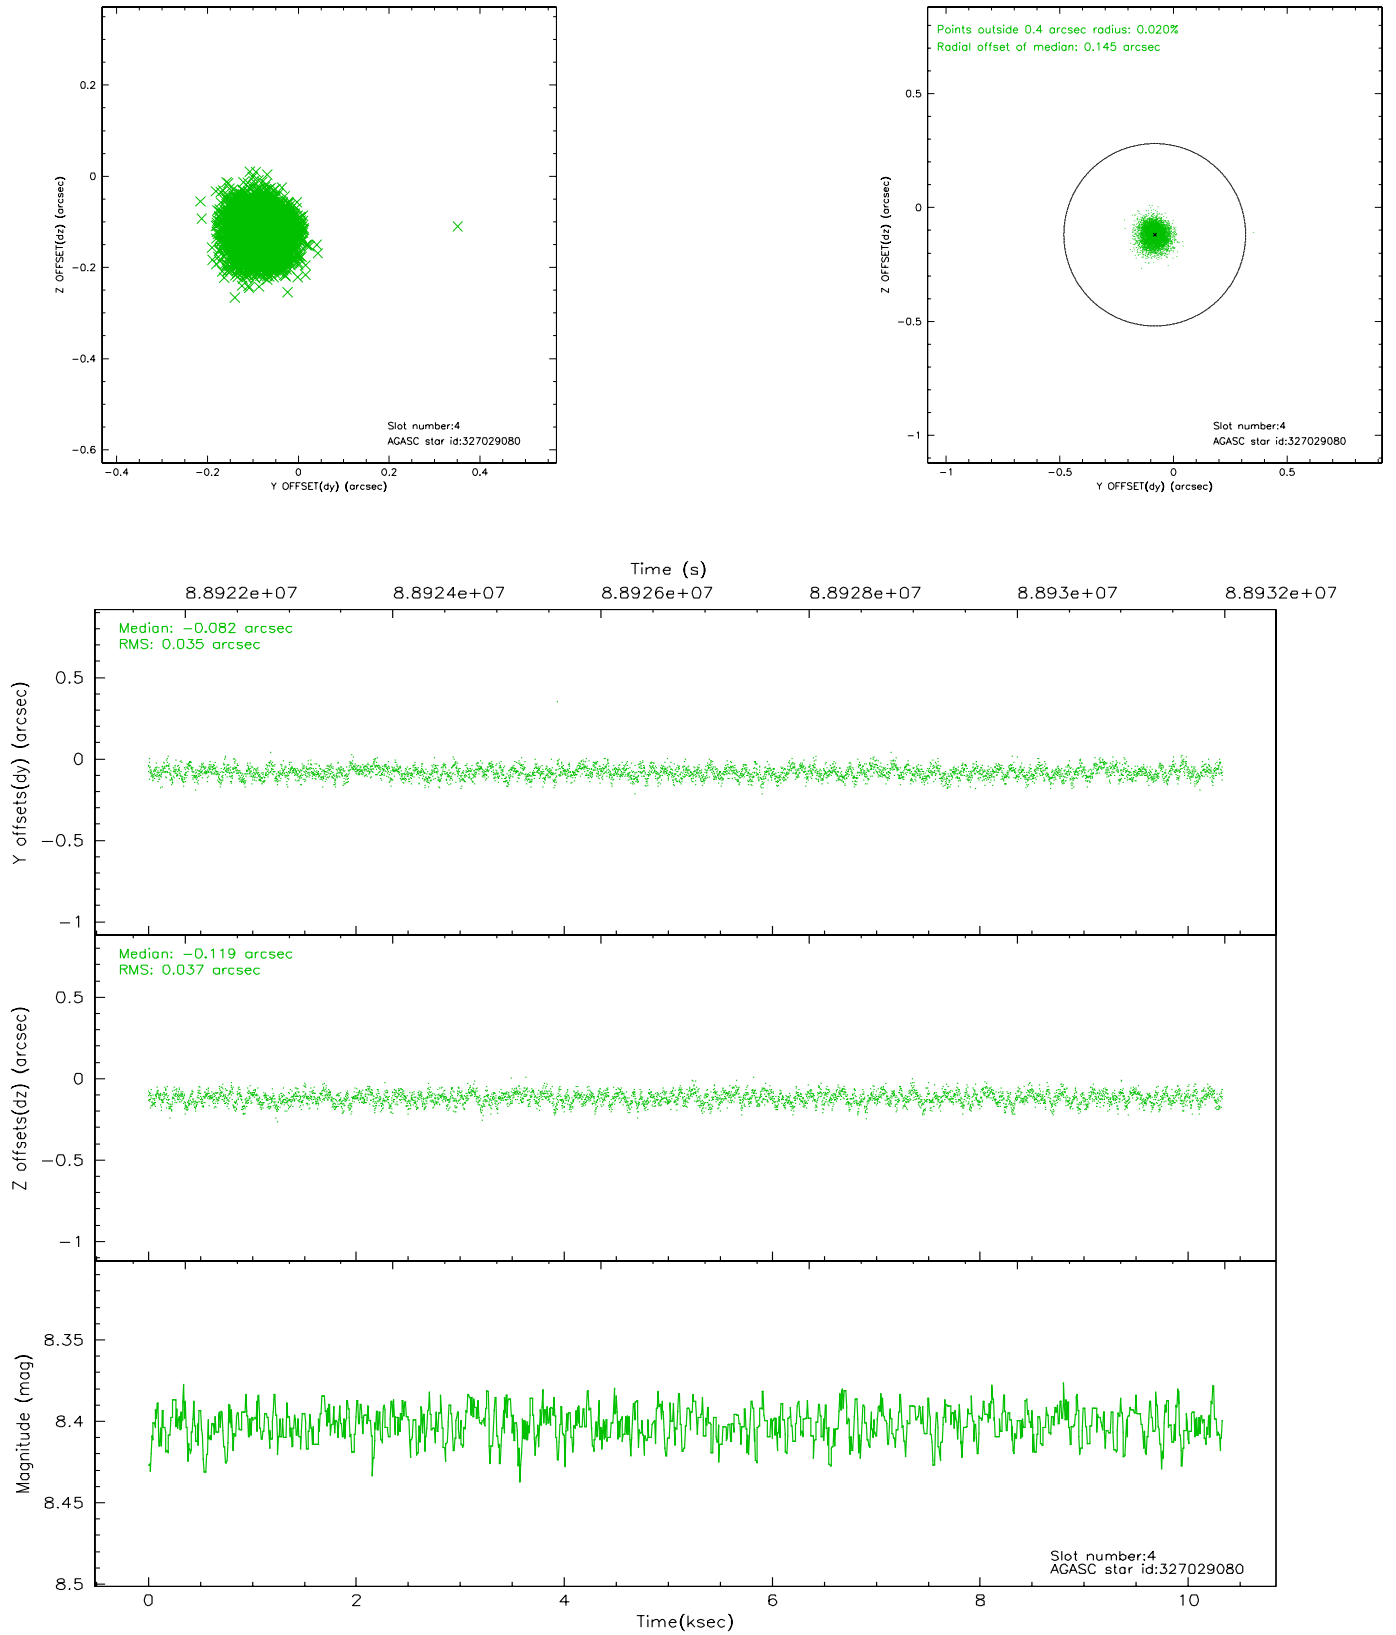 0.2
0
−0.2
−0.4
−0.6
Z OFFSET(dz) (arcsec)
Slot number:4
AGASC star id:327029080
−0.4 −0.2 0 0.2 0.4
Y OFFSET(dy) (arcsec)
Points outside 0.4 arcsec radius: 0.020%
Radial offset of median: 0.145 arcsec
0.5
0
−0.5
−1
Z OFFSET(dz) (arcsec)
Slot number:4
AGASC star id:327029080
−1 −0.5 0 0.5
Y OFFSET(dy) (arcsec)
Time (s)
8.8922e+07 8.8924e+07 8.8926e+07 8.8928e+07 8.893e+07 8.8932e+07
Median: −0.082 arcsec
RMS: 0.035 arcsec
0.5
0
−0.5
−1
Y offsets(dy) (arcsec)
Median: −0.119 arcsec
RMS: 0.037 arcsec
0.5
0
−0.5
−1
Z offsets(dz) (arcsec)
8.35
8.4
8.45
8.5
Magnitude (mag)
Slot number:4
AGASC star id:327029080
0 2 4 6 8 10
Time(ksec)